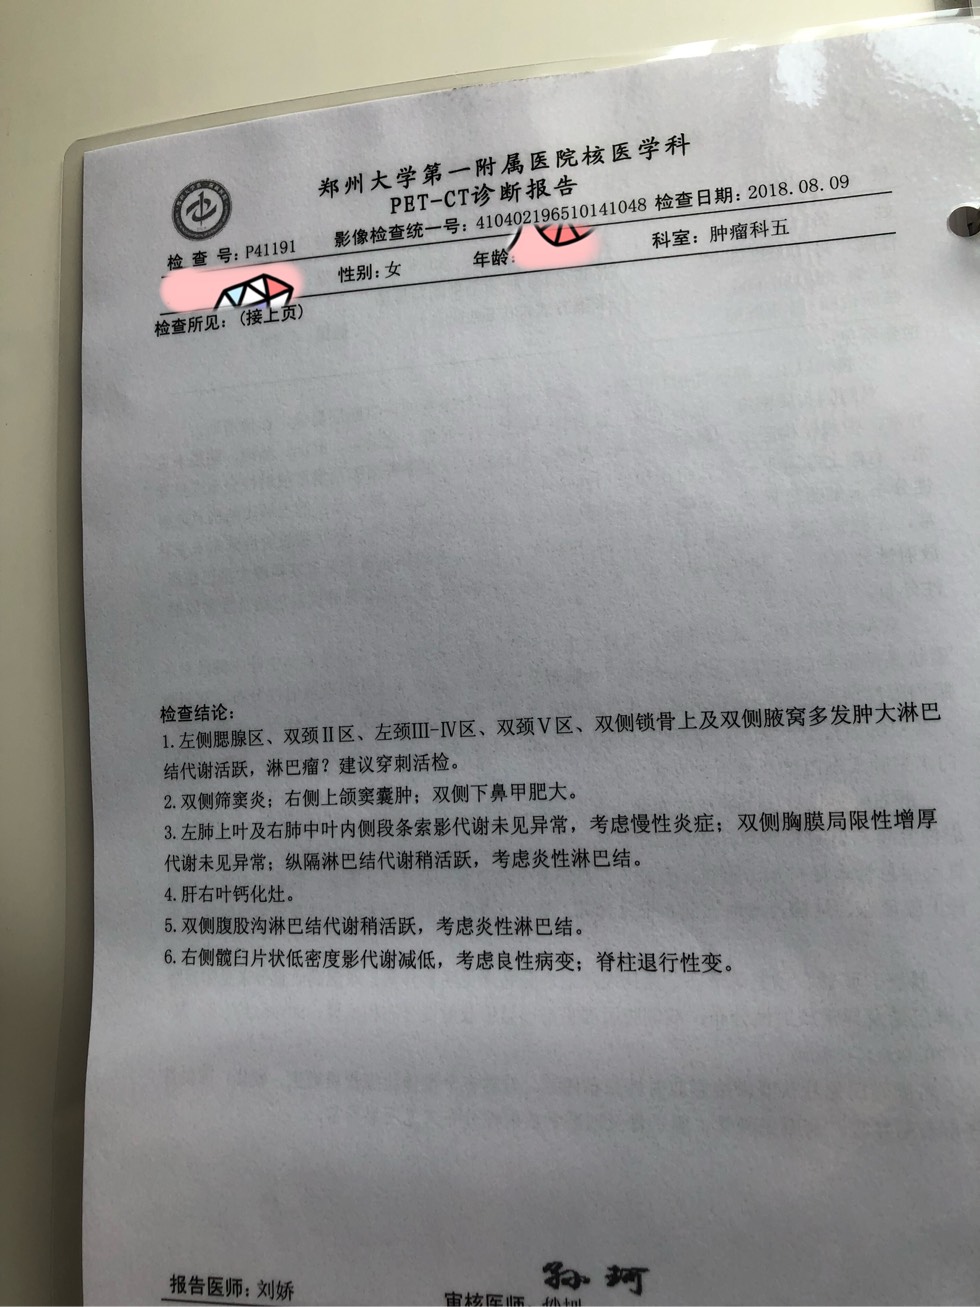 郑州大学第一附属医院核医学科
PET-CT诊断报告
检查号:P41191 影像检查统一号:410402196510141048 检查日期:2018.08.09
性别:女 年龄: 科室:肿瘤科五
检查所见:(接上页)
检查结论:
1.左侧腮腺区、双颈Ⅱ区、左颈Ⅲ-Ⅳ区、双颈Ⅴ区、双侧锁骨上及双侧腋窝多发肿大淋巴
结代谢活跃，淋巴瘤？建议穿刺活检。
2.双侧筛窦炎；右侧上颌窦囊肿；双侧下鼻甲肥大。
3.左肺上叶及右肺中叶内侧段条索影代谢未见异常，考虑慢性炎症；双侧胸膜局限性增厚
代谢未见异常；纵隔淋巴结代谢稍活跃，考虑炎性淋巴结。
4.肝右叶钙化灶。
5.双侧腹股沟淋巴结代谢稍活跃，考虑炎性淋巴结。
6.右侧髋臼片状低密度影代谢减低，考虑良性病变；脊柱退行性变。
报告医师:刘娇
孙珂
审核医师: